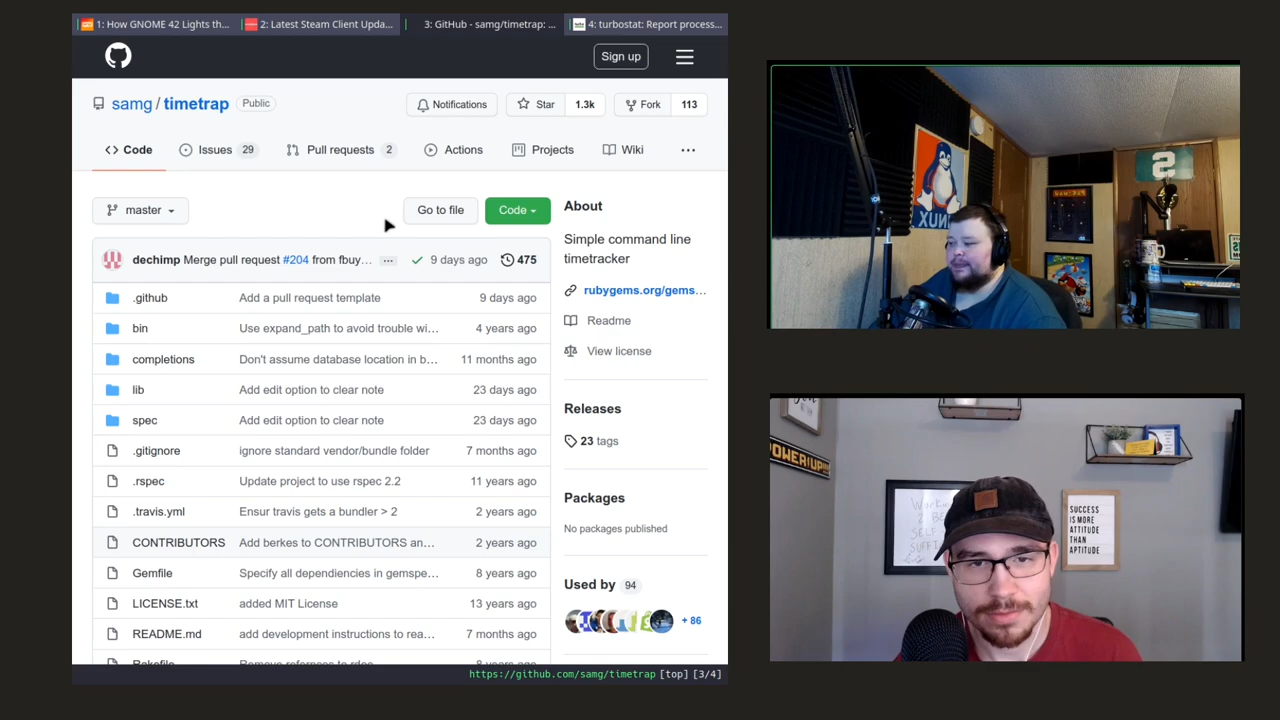 1: How GNOME 42 Lights th...
2: Latest Steam Client Upda...
3: GitHub - samg/timetrap: ...
4: turbostat: Report process...
Sign up
samg / timetrap Public
Notifications
Star 1.3k
Fork 113
Code
Issues 29
Pull requests 2
Actions
Projects
Wiki
master
Go to file
Code
dechimp Merge pull request #204 from fbuy... 9 days ago 475
.github Add a pull request template 9 days ago
bin Use expand_path to avoid trouble wi... 4 years ago
completions Don't assume database location in b... 11 months ago
lib Add edit option to clear note 23 days ago
spec Add edit option to clear note 23 days ago
.gitignore ignore standard vendor/bundle folder 7 months ago
.rspec Update project to use rspec 2.2 11 years ago
.travis.yml Ensur travis gets a bundler > 2 2 years ago
CONTRIBUTORS Add berkes to CONTRIBUTORS an... 2 years ago
Gemfile Specify all dependencies in gemspe... 8 years ago
LICENSE.txt added MIT License 13 years ago
README.md add development instructions to rea... 7 months ago
About
Simple command line
timetracker
rubygems.org/gems...
Readme
View license
Releases
23 tags
Packages
No packages published
Used by 94
+ 86
https://github.com/samg/timetrap [top] [3/4]
S
POWER UP!!!
SUCCESS
IS MORE
ATTITUDE
THAN
APTITUDE